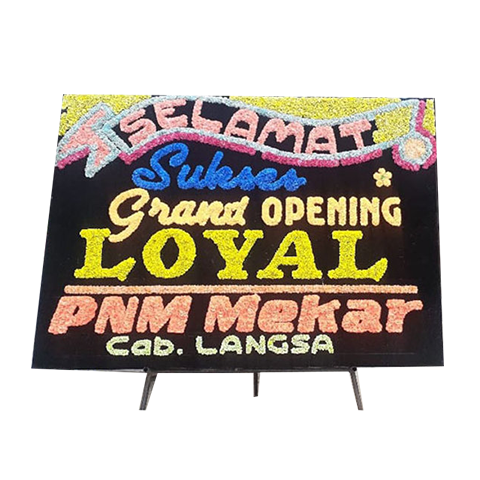 SELAMAT
Sukses
Grand OPENING
LOYAL
PNM Mekar
Cab. LANGSA